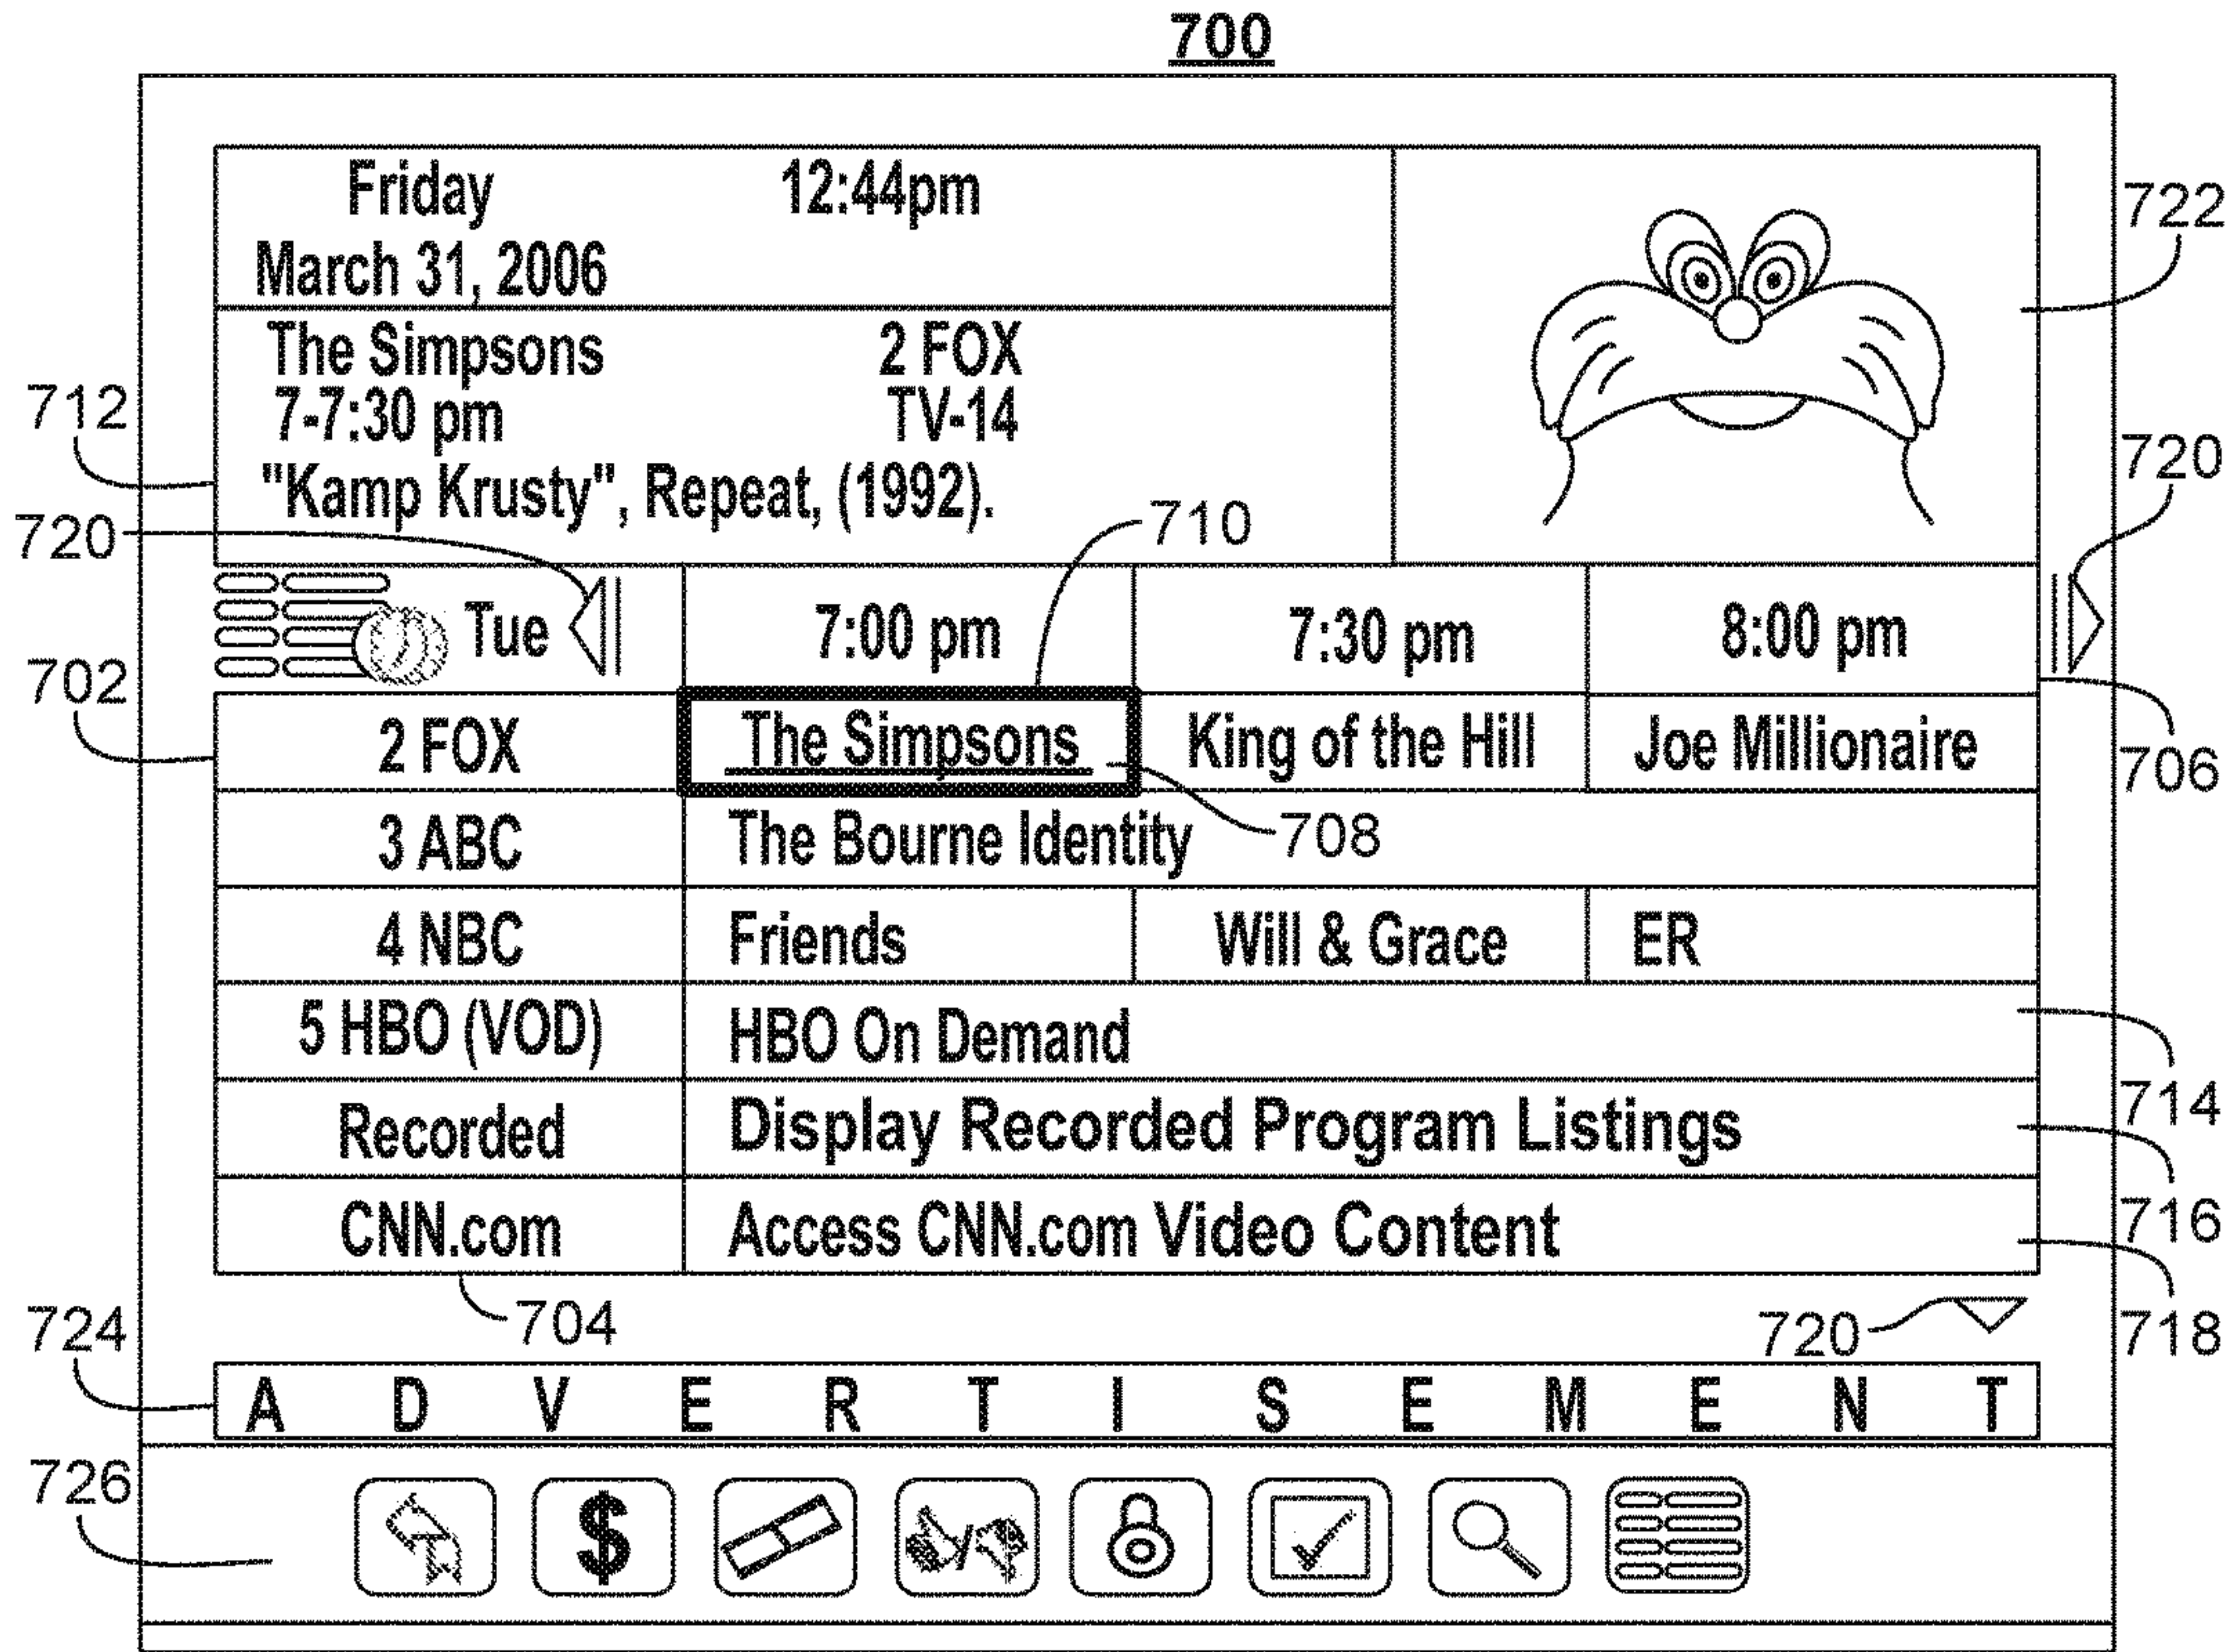 700
Friday 12:44pm
March 31, 2006
722
The Simpsons 2 FOX
712 7-7:30 pm TV-14
720
"Kamp Krusty", Repeat, (1992).
720 710
Tue 7:00 pm 7:30 pm 8:00 pm
702
2 FOX The Simpsons King of the Hill Joe Millionaire
706
3 ABC The Bourne Identity 708
4 NBC Friends Will & Grace ER
5 HBO (VOD) HBO On Demand
714
Recorded Display Recorded Program Listings
716
CNN.com Access CNN.com Video Content
724 704 720 718
A D V E R T I S E M E N T
726
$